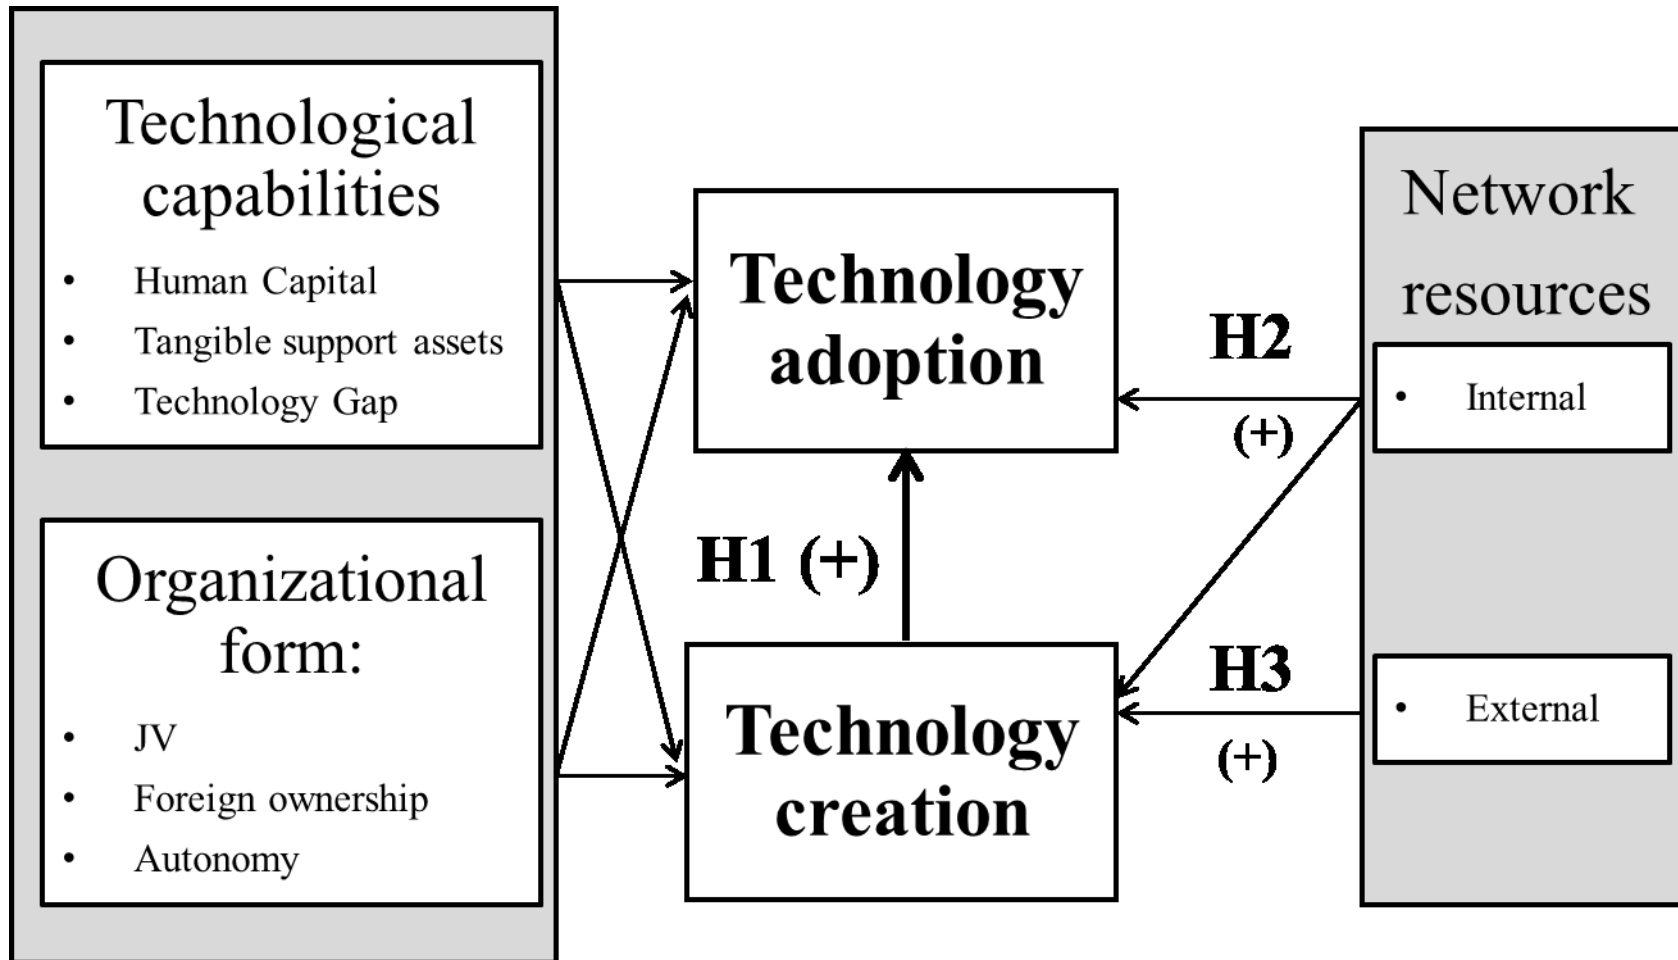 Technological
capabilities
• Human Capital
• Tangible support assets
• Technology Gap
Organizational
form:
• JV
• Foreign ownership
• Autonomy
Technology
adoption
H1 (+)
Technology
creation
H2
(+)
H3
(+)
Network
resources
• Internal
• External